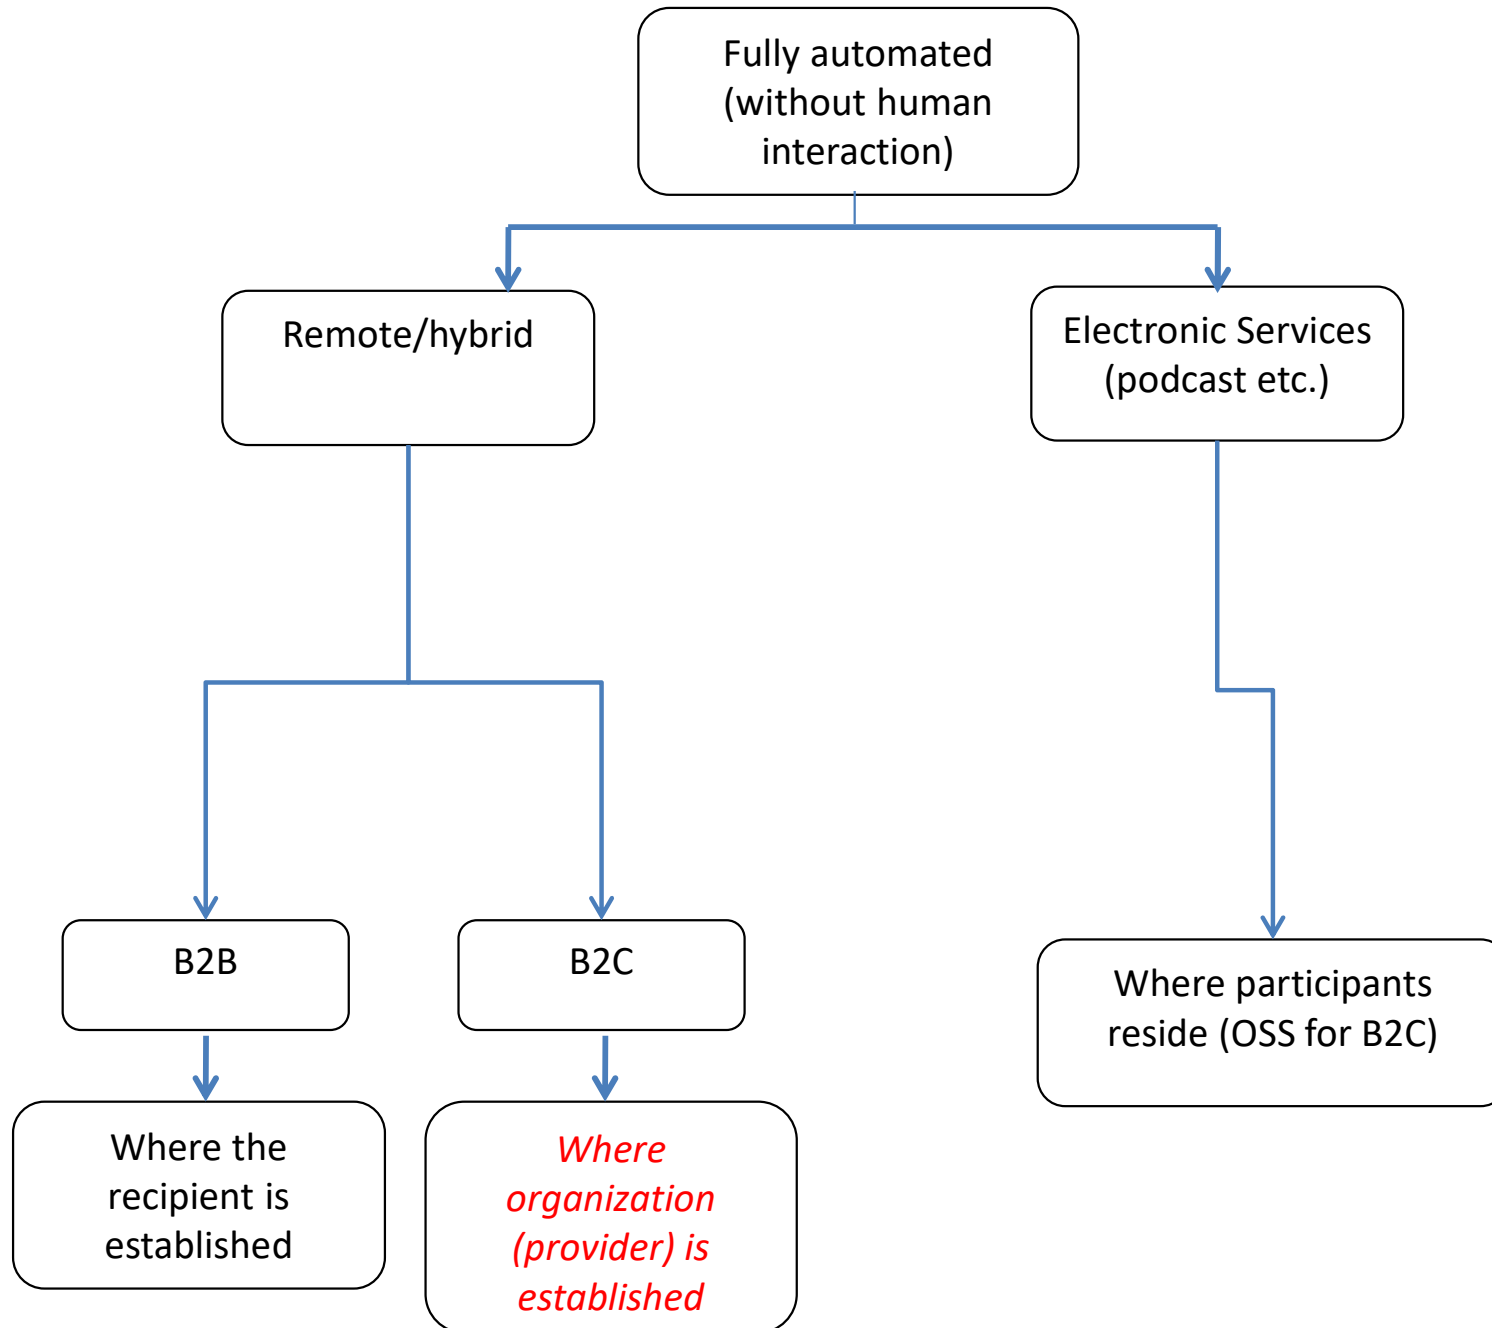 Fully automated
(without human
interaction)
Remote/hybrid
Electronic Services
(podcast etc.)
B2B
B2C
Where participants
reside (OSS for B2C)
Where the
recipient is
established
Where
organization
(provider) is
established